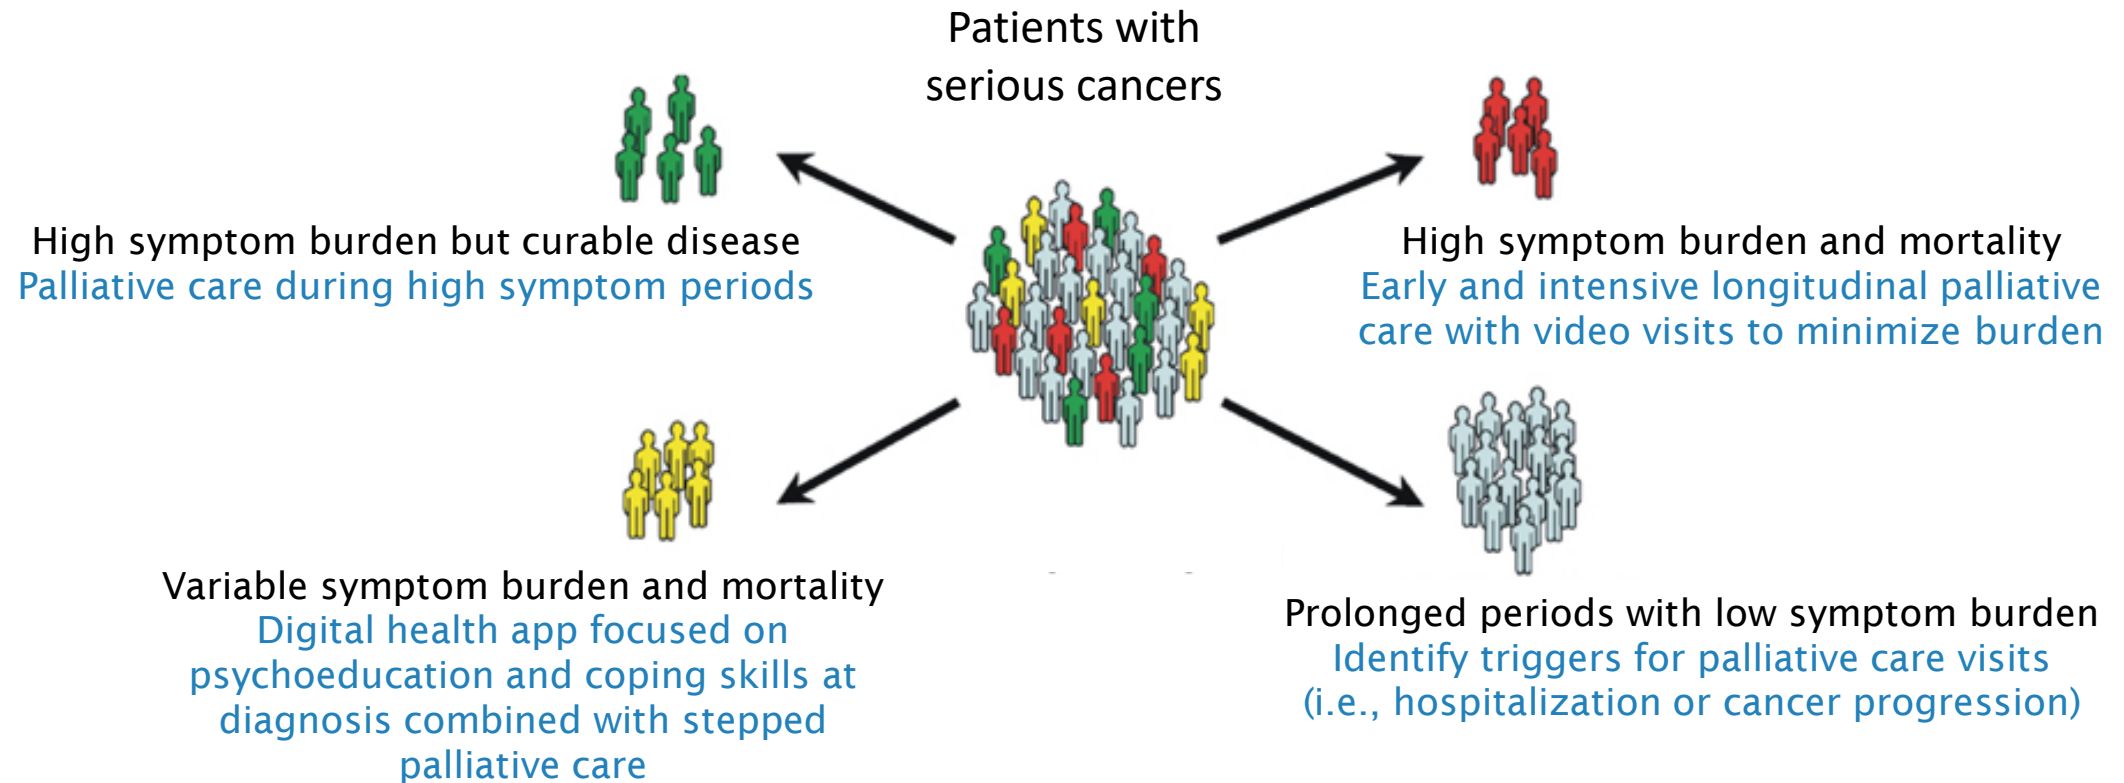 Patients with
serious cancers
High symptom burden but curable disease
Palliative care during high symptom periods
High symptom burden and mortality
Early and intensive longitudinal palliative
care with video visits to minimize burden
Variable symptom burden and mortality
Digital health app focused on
psychoeducation and coping skills at
diagnosis combined with stepped
palliative care
Prolonged periods with low symptom burden
Identify triggers for palliative care visits
(i.e., hospitalization or cancer progression)